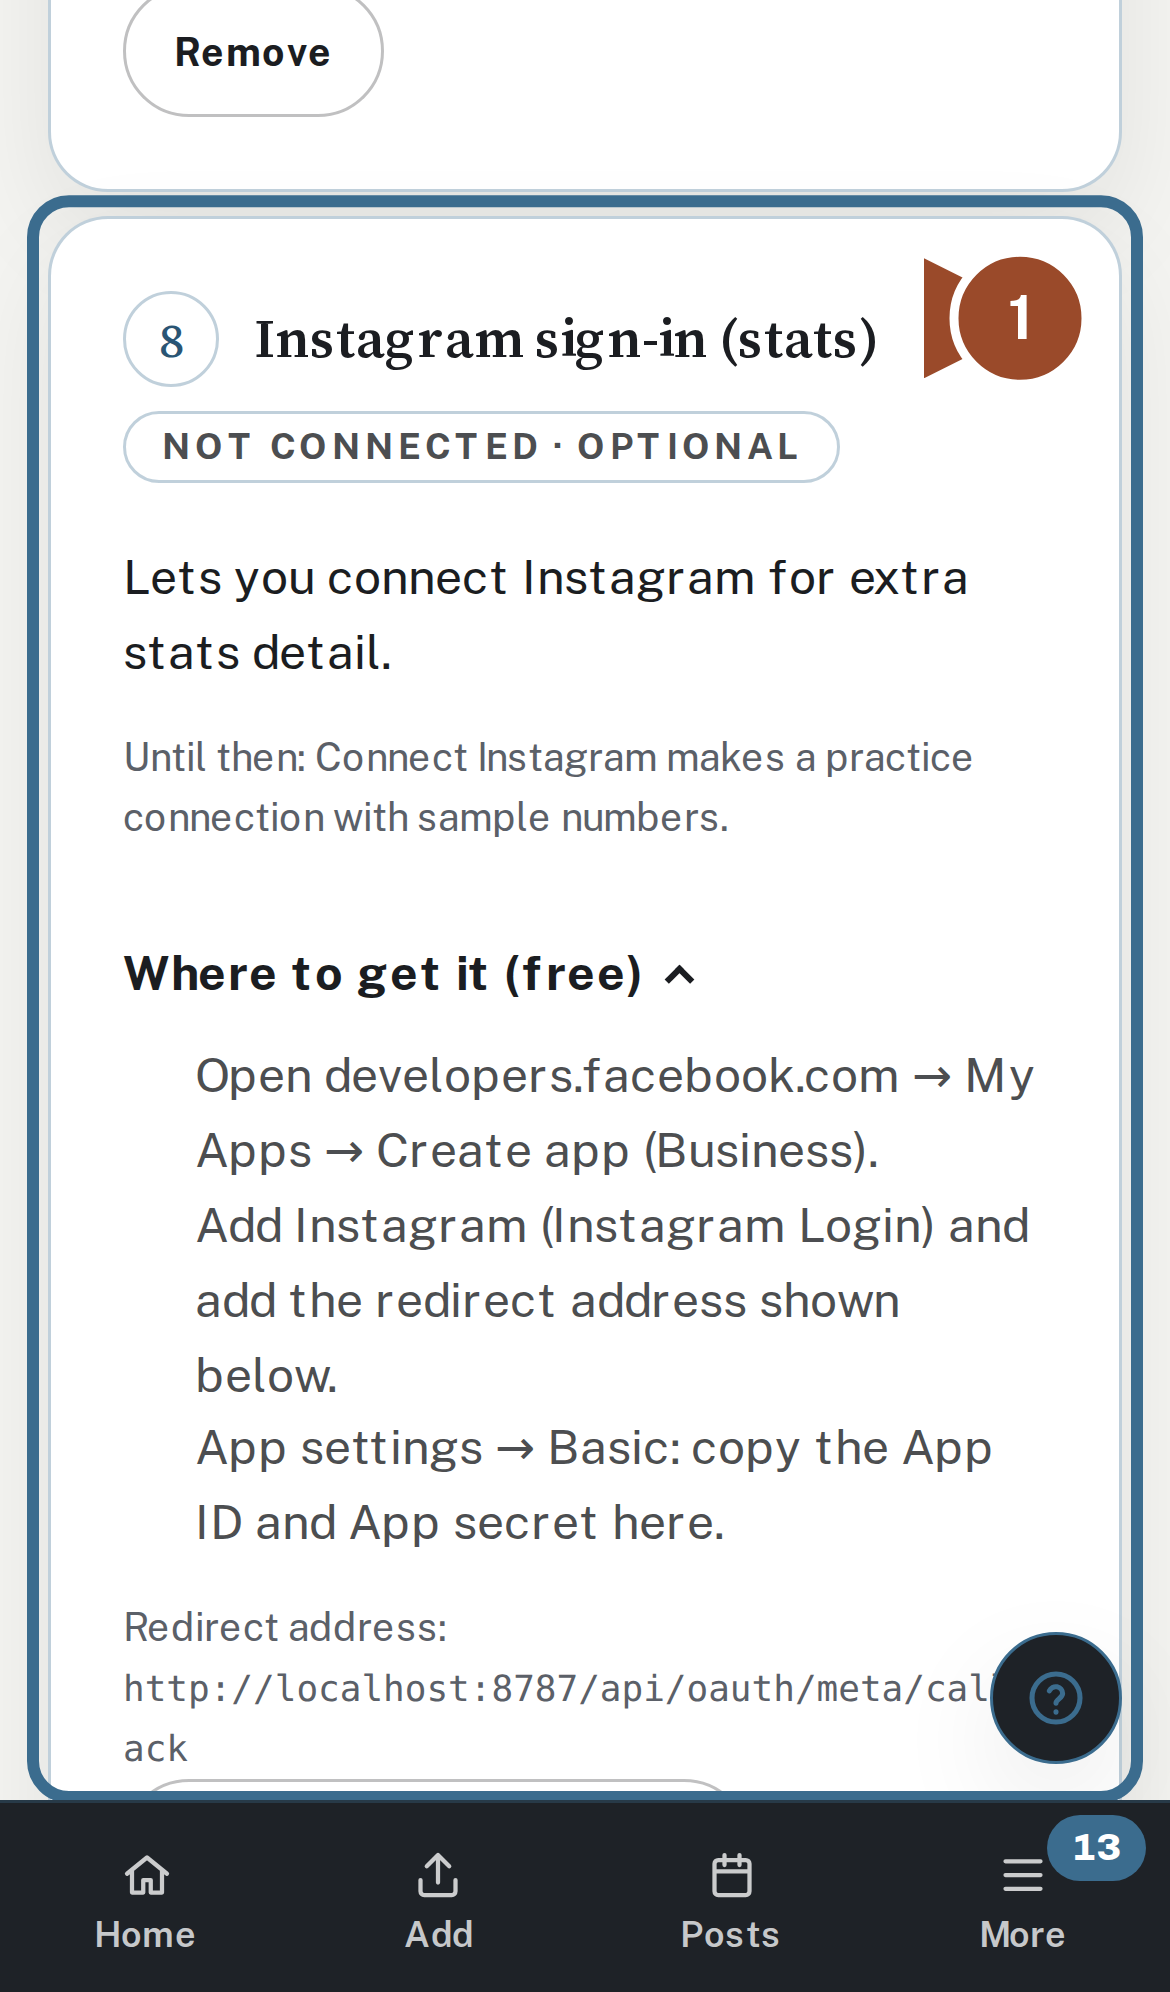 Remove
8 Instagram sign-in (stats) 1
NOT CONNECTED · OPTIONAL
Lets you connect Instagram for extra
stats detail.
Until then: Connect Instagram makes a practice
connection with sample numbers.
Where to get it (free)
Open developers.facebook.com → My
Apps → Create app (Business).
Add Instagram (Instagram Login) and
add the redirect address shown
below.
App settings → Basic: copy the App
ID and App secret here.
Redirect address:
http://localhost:8787/api/oauth/meta/cal
ack
13
Home Add Posts More